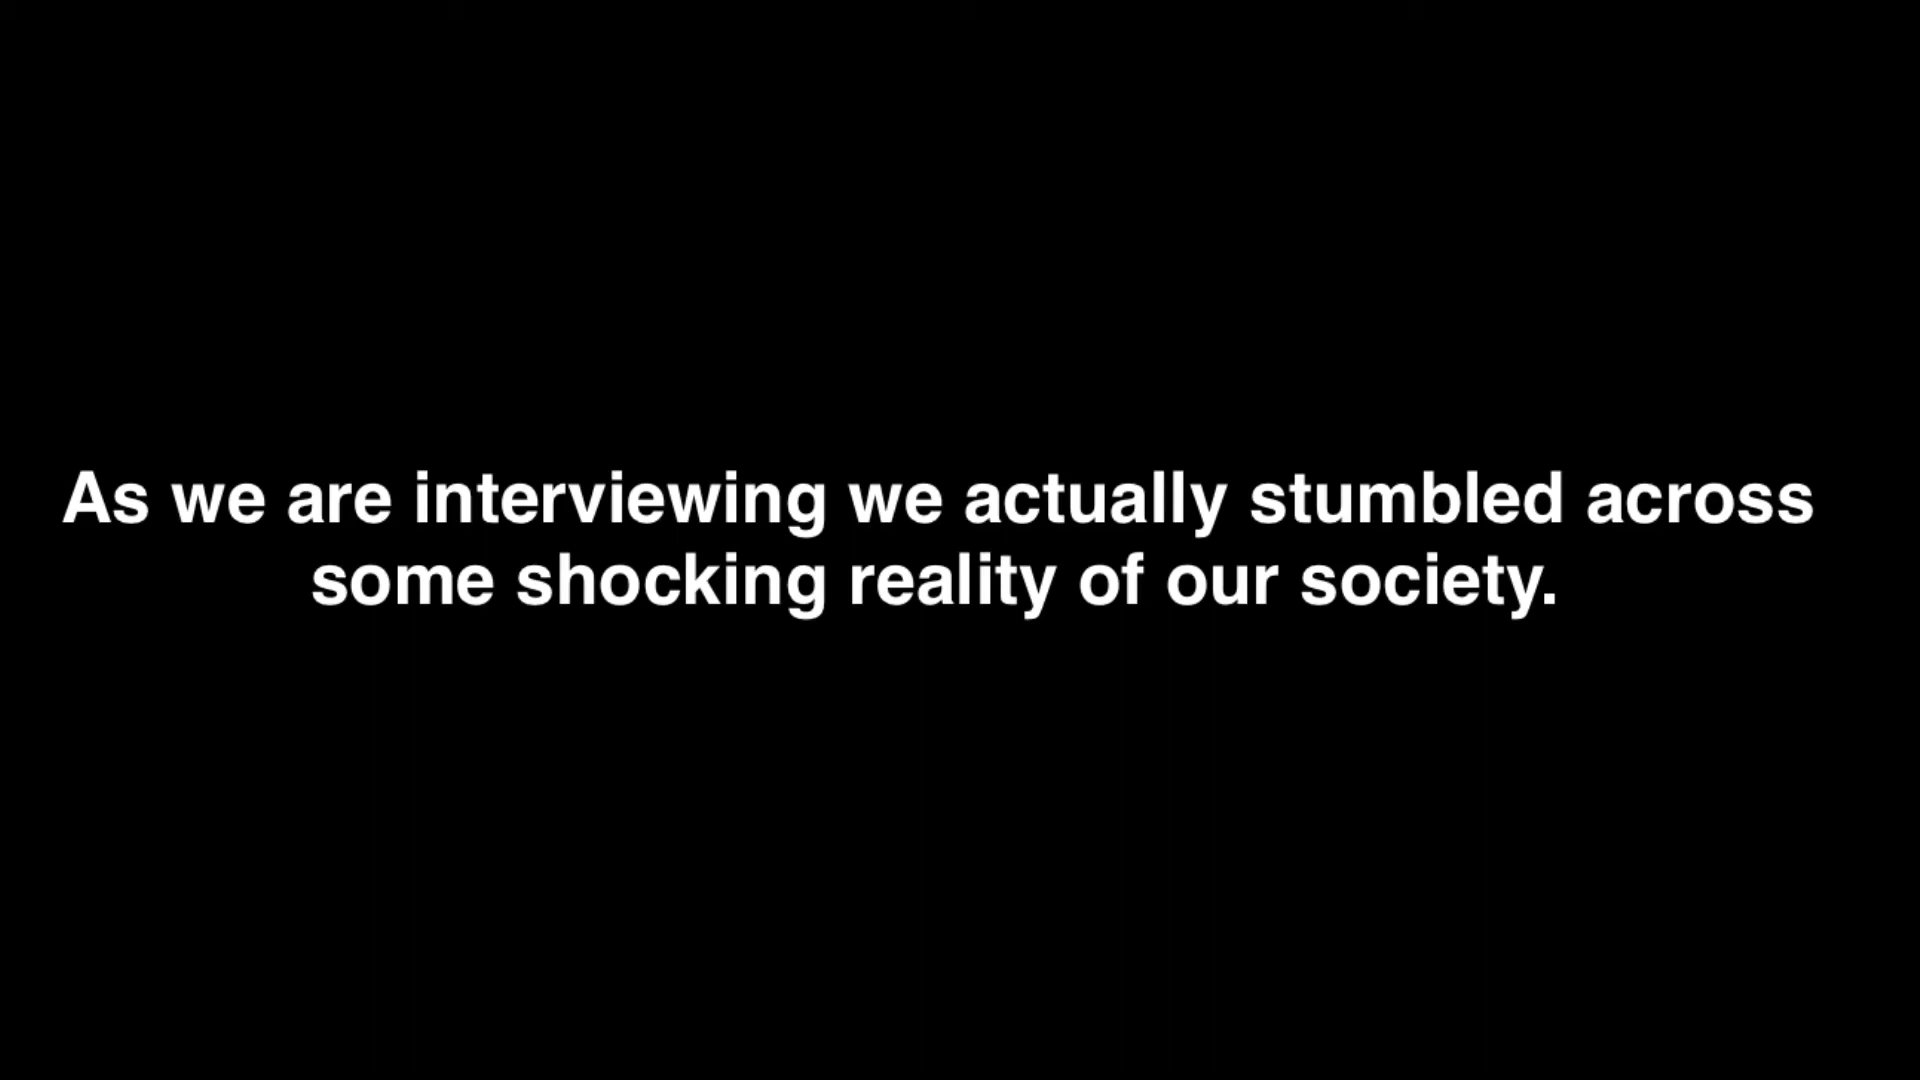 As we are interviewing we actually stumbled across
some shocking reality of our society.